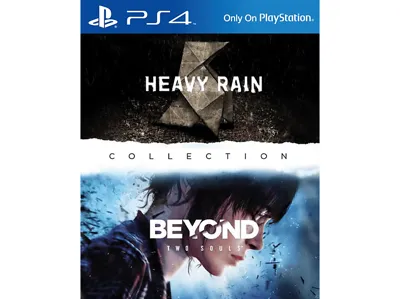 PS4 Only On PlayStation®
HEAVY RAIN
COLLECTION
BEYOND
TWO SOULS